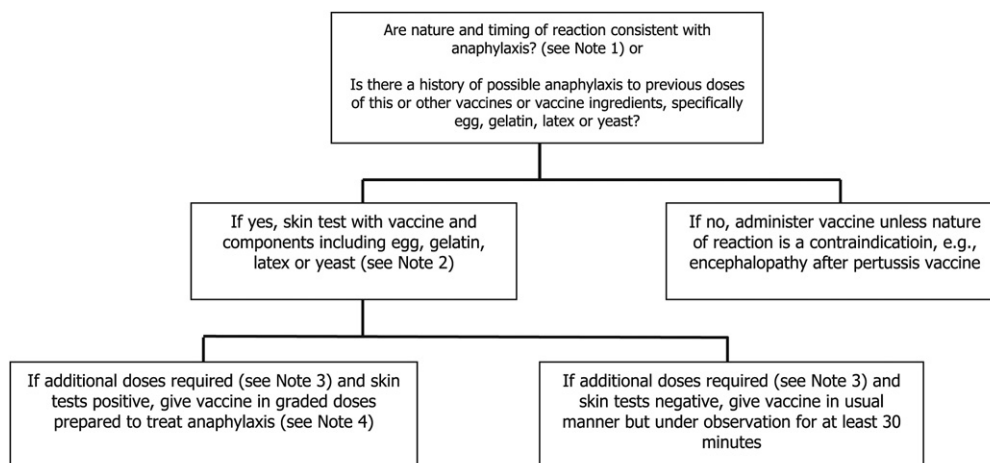 Are nature and timing of reaction consistent with
anaphylaxis? (see Note 1) or
Is there a history of possible anaphylaxis to previous doses
of this or other vaccines or vaccine ingredients, specifically
egg, gelatin, latex or yeast?
If yes, skin test with vaccine and
components including egg, gelatin,
latex or yeast (see Note 2)
If no, administer vaccine unless nature
of reaction is a contraindicatioin, e.g.,
encephalopathy after pertussis vaccine
If additional doses required (see Note 3) and skin
tests positive, give vaccine in graded doses
prepared to treat anaphylaxis (see Note 4)
If additional doses required (see Note 3) and
skin tests negative, give vaccine in usual
manner but under observation for at least 30
minutes